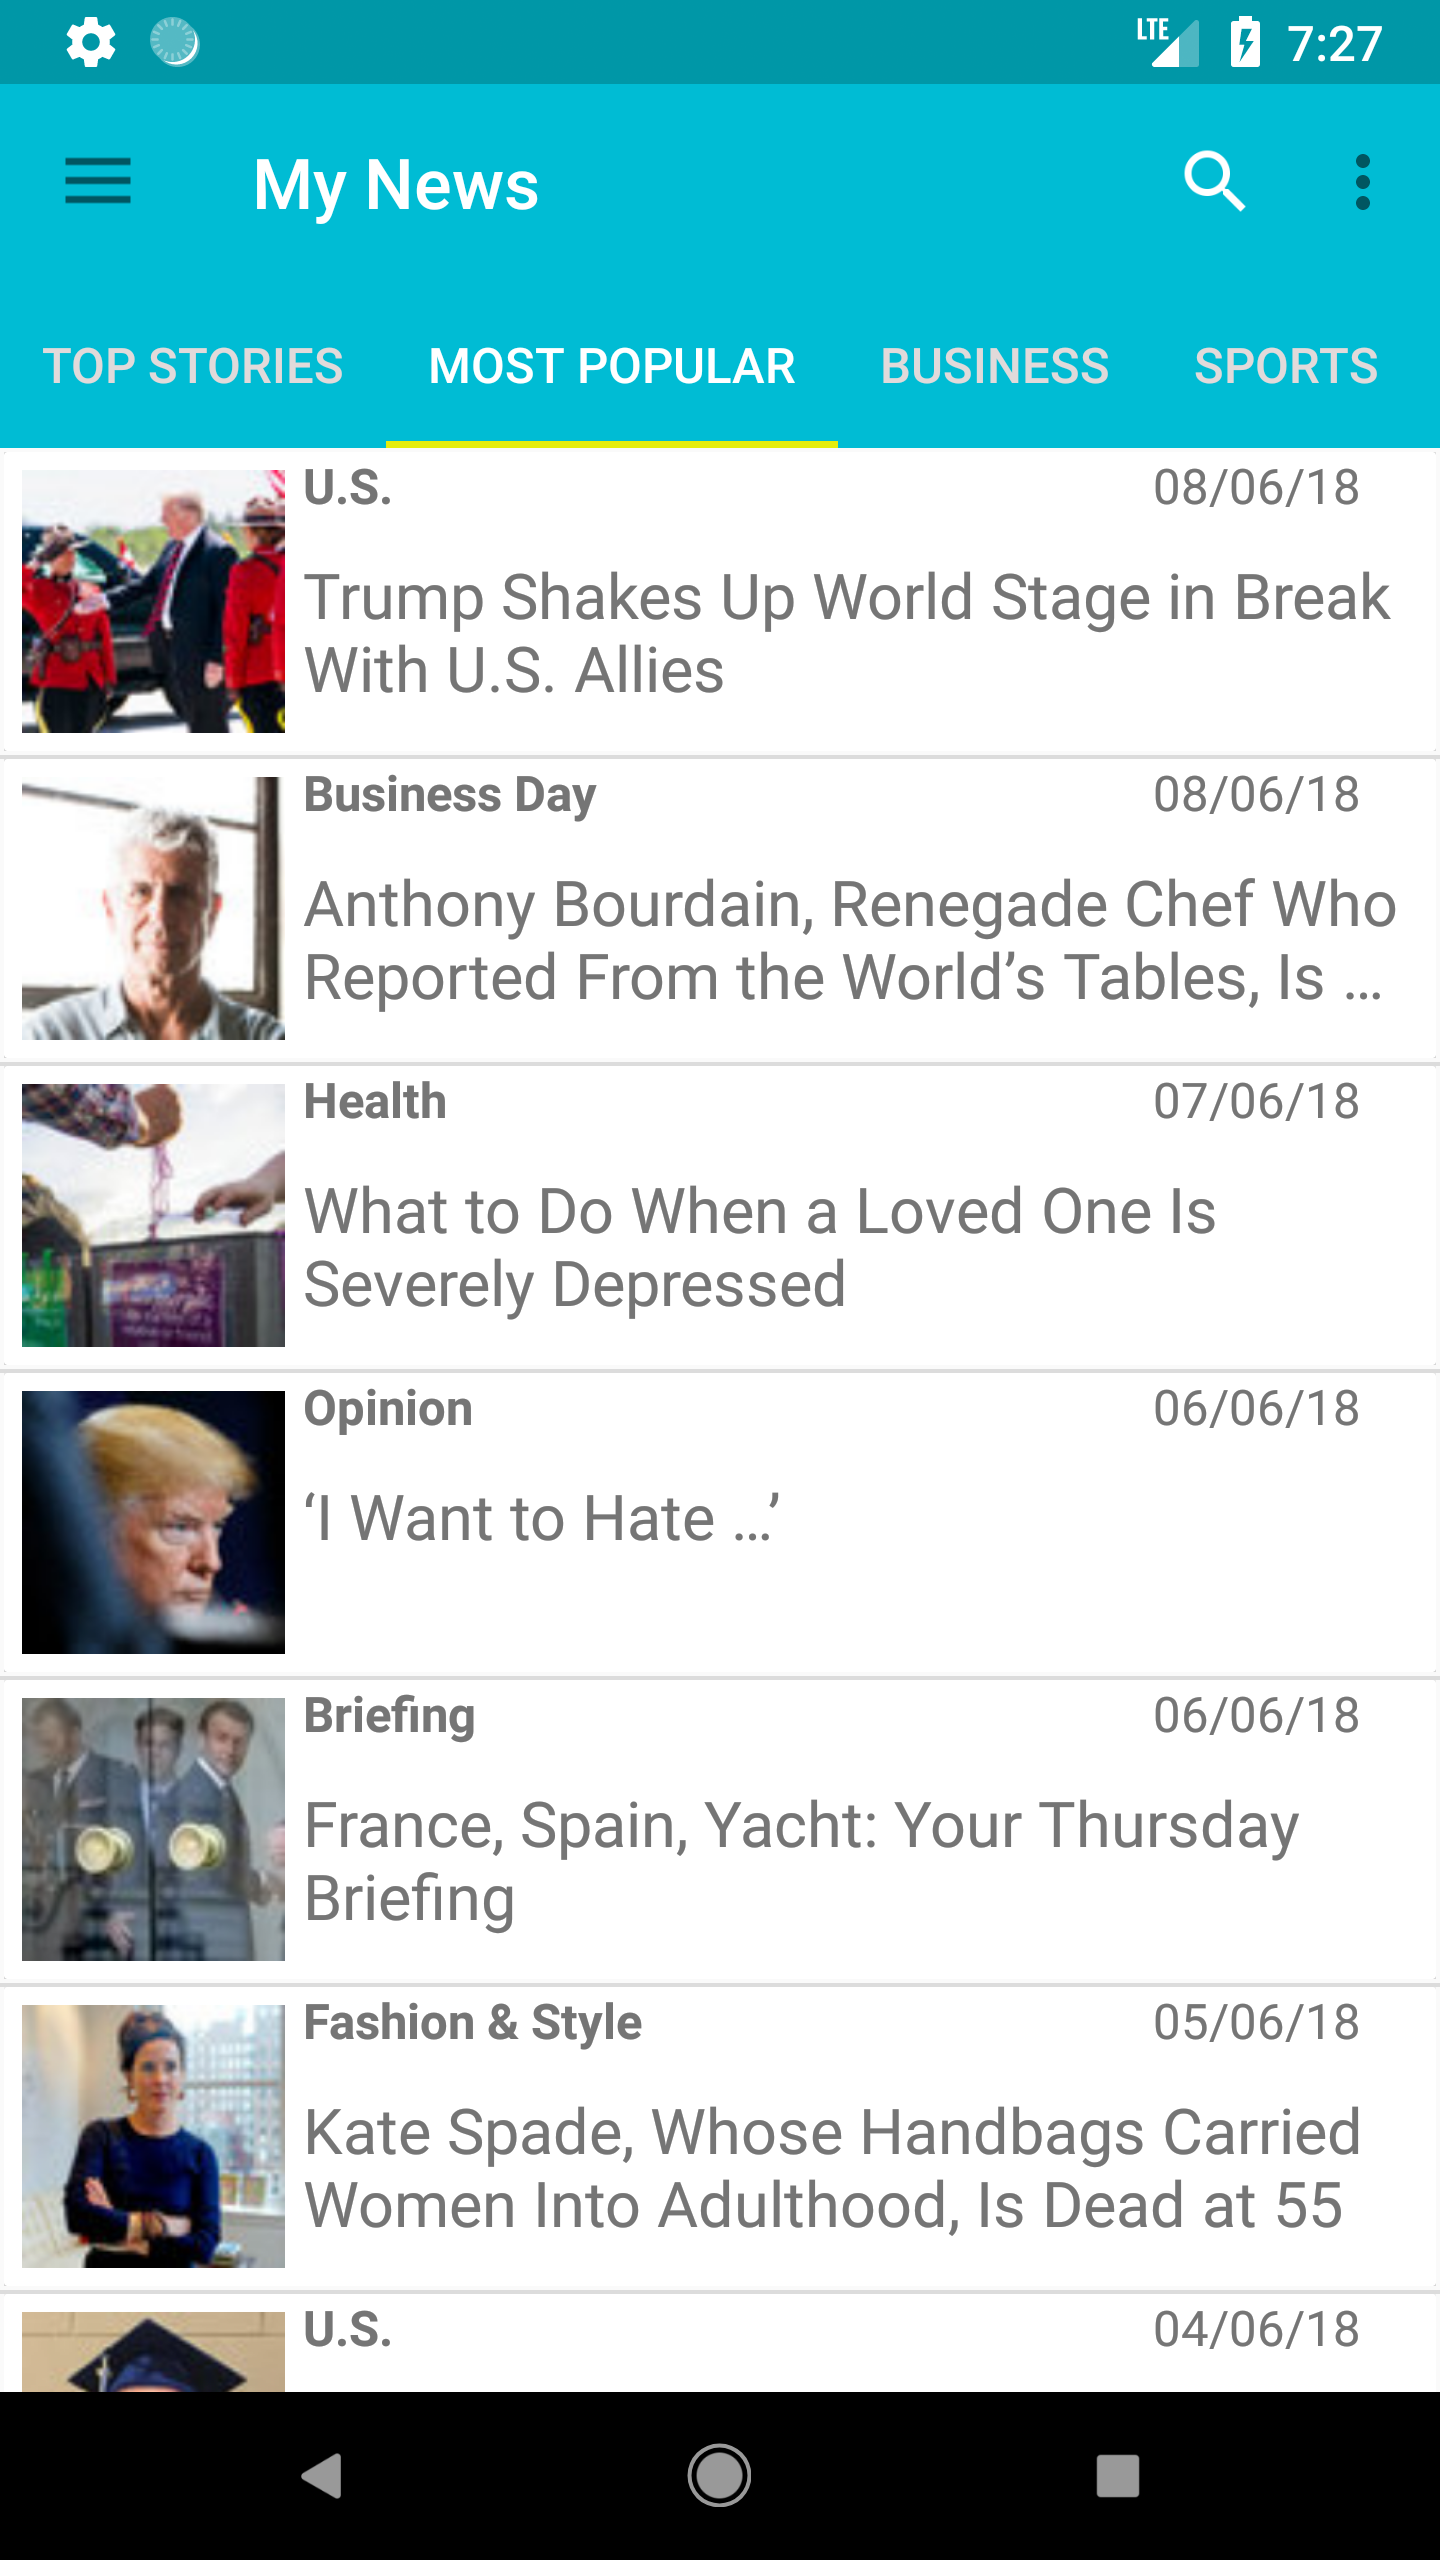 LTE 7:27
My News
TOP STORIES MOST POPULAR BUSINESS SPORTS
U.S. 08/06/18
Trump Shakes Up World Stage in Break
With U.S. Allies
Business Day 08/06/18
Anthony Bourdain, Renegade Chef Who
Reported From the World’s Tables, Is …
Health 07/06/18
What to Do When a Loved One Is
Severely Depressed
Opinion 06/06/18
‘I Want to Hate …’
Briefing 06/06/18
France, Spain, Yacht: Your Thursday
Briefing
Fashion & Style 05/06/18
Kate Spade, Whose Handbags Carried
Women Into Adulthood, Is Dead at 55
U.S. 04/06/18